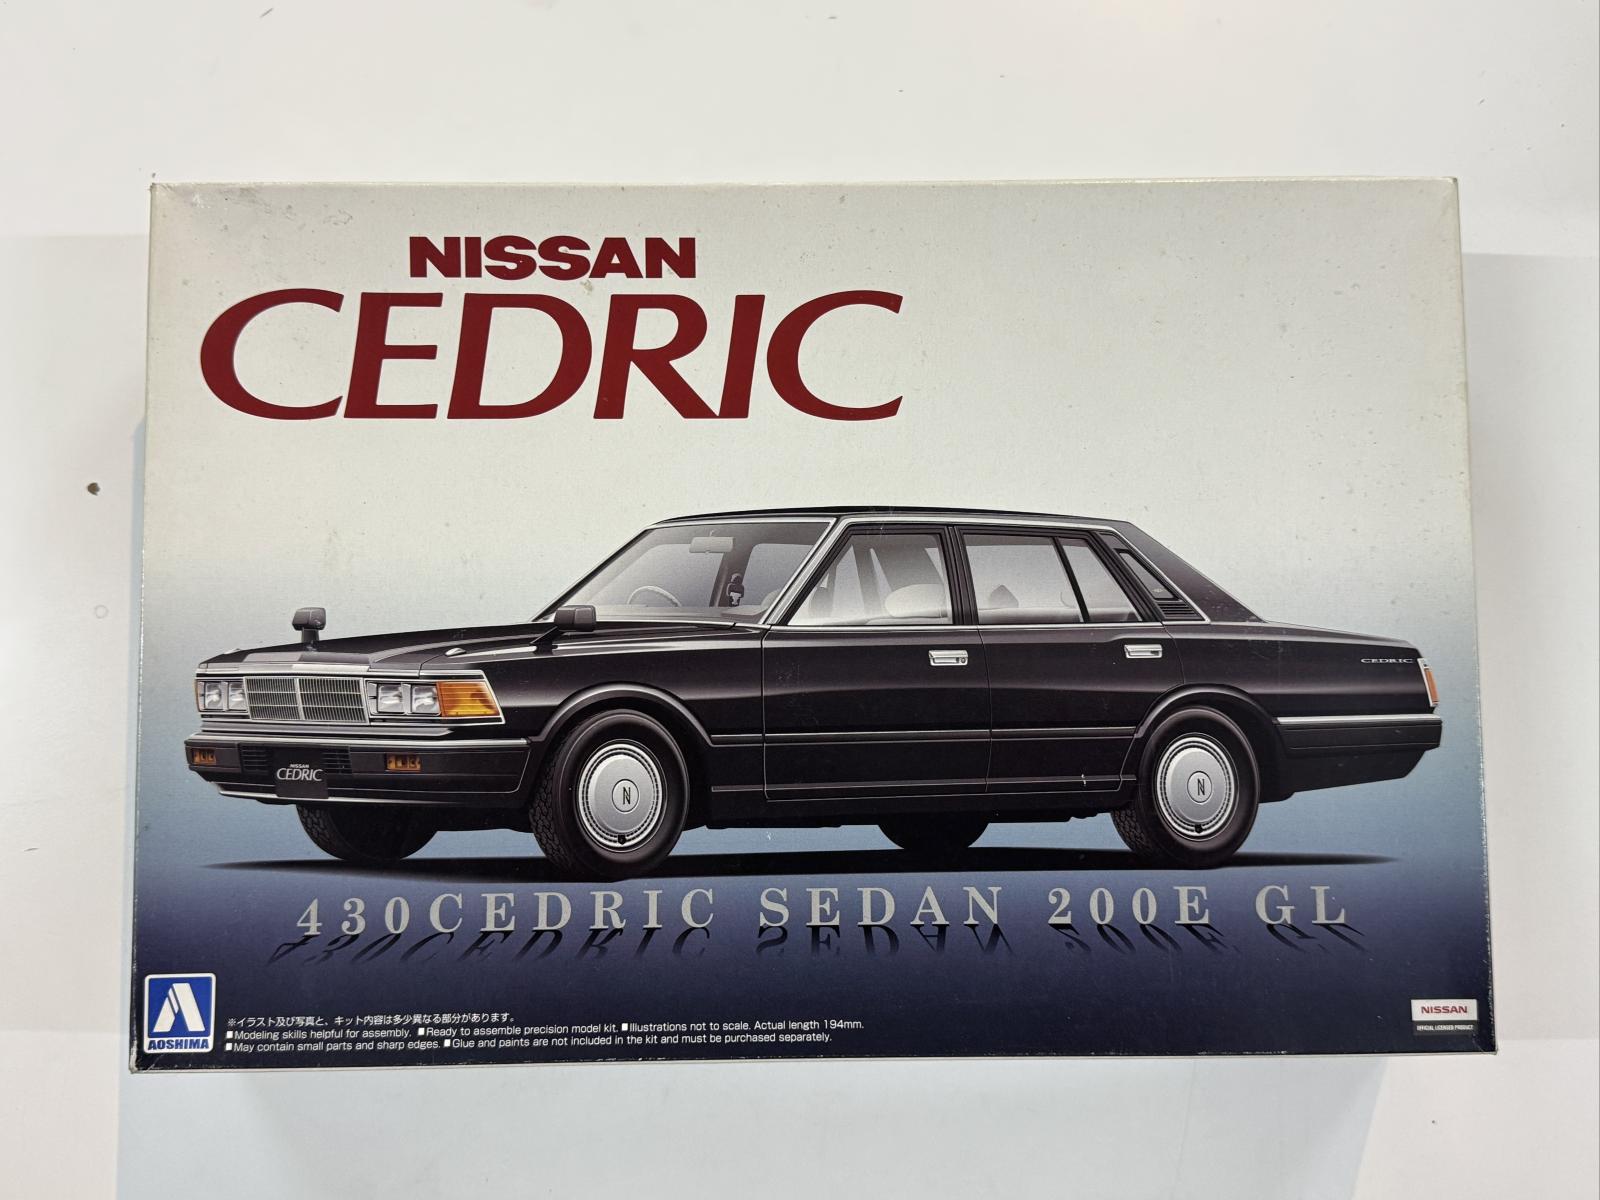 NISSAN
CEDRIC
CEDRIC
NISSAN
CEDRIC
N
N
430CEDRIC SEDAN 200E GL
AOSHIMA
※イラスト及び写真と、キット内容は多少異なる部分があります。
■Modeling skills helpful for assembly. ■Ready to assemble precision model kit. ■Illustrations not to scale. Actual length 194mm.
■May contain small parts and sharp edges. ■Glue and paints are not included in the kit and must be purchased separately.
NISSAN
OFFICIAL LICENSED PRODUCT